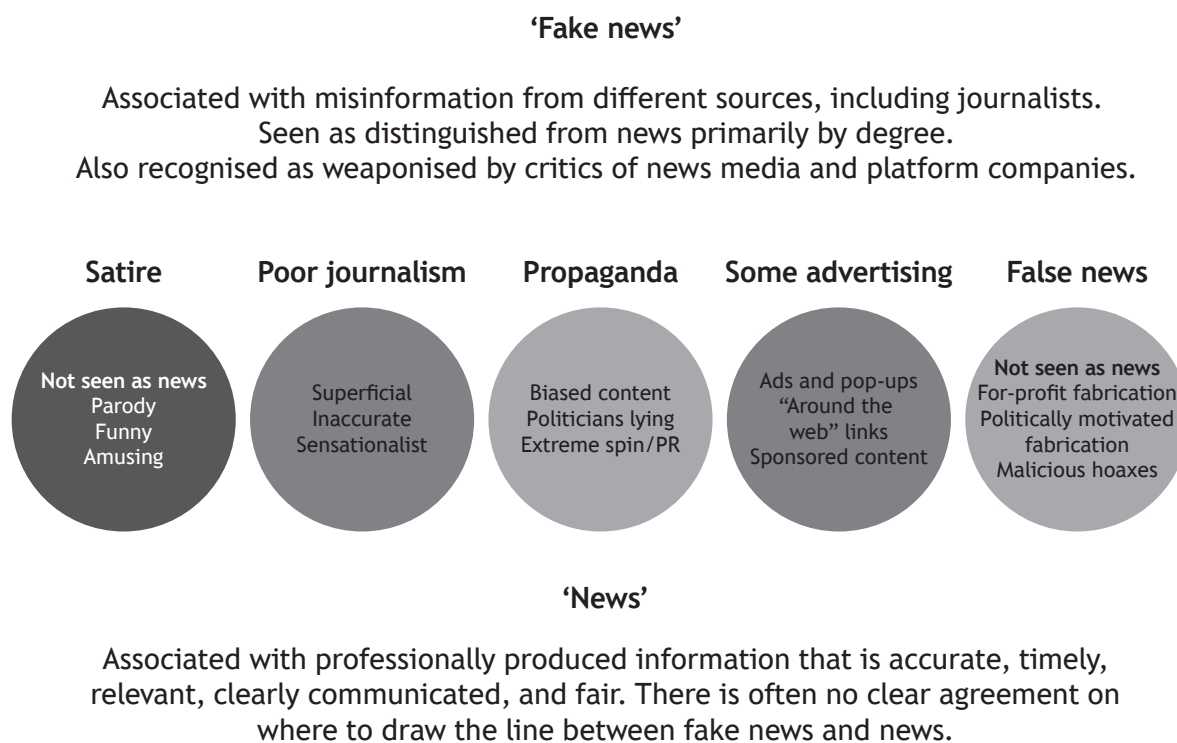 ‘Fake news’
Associated with misinformation from different sources, including journalists.
Seen as distinguished from news primarily by degree.
Also recognised as weaponised by critics of news media and platform companies.
Satire
Not seen as news
Parody
Funny
Amusing
Poor journalism
Superficial
Inaccurate
Sensationalist
Propaganda
Biased content
Politicians lying
Extreme spin/PR
Some advertising
Ads and pop-ups
“Around the
web” links
Sponsored content
False news
Not seen as news
For-profit fabrication
Politically motivated
fabrication
Malicious hoaxes
‘News’
Associated with professionally produced information that is accurate, timely,
relevant, clearly communicated, and fair. There is often no clear agreement on
where to draw the line between fake news and news.